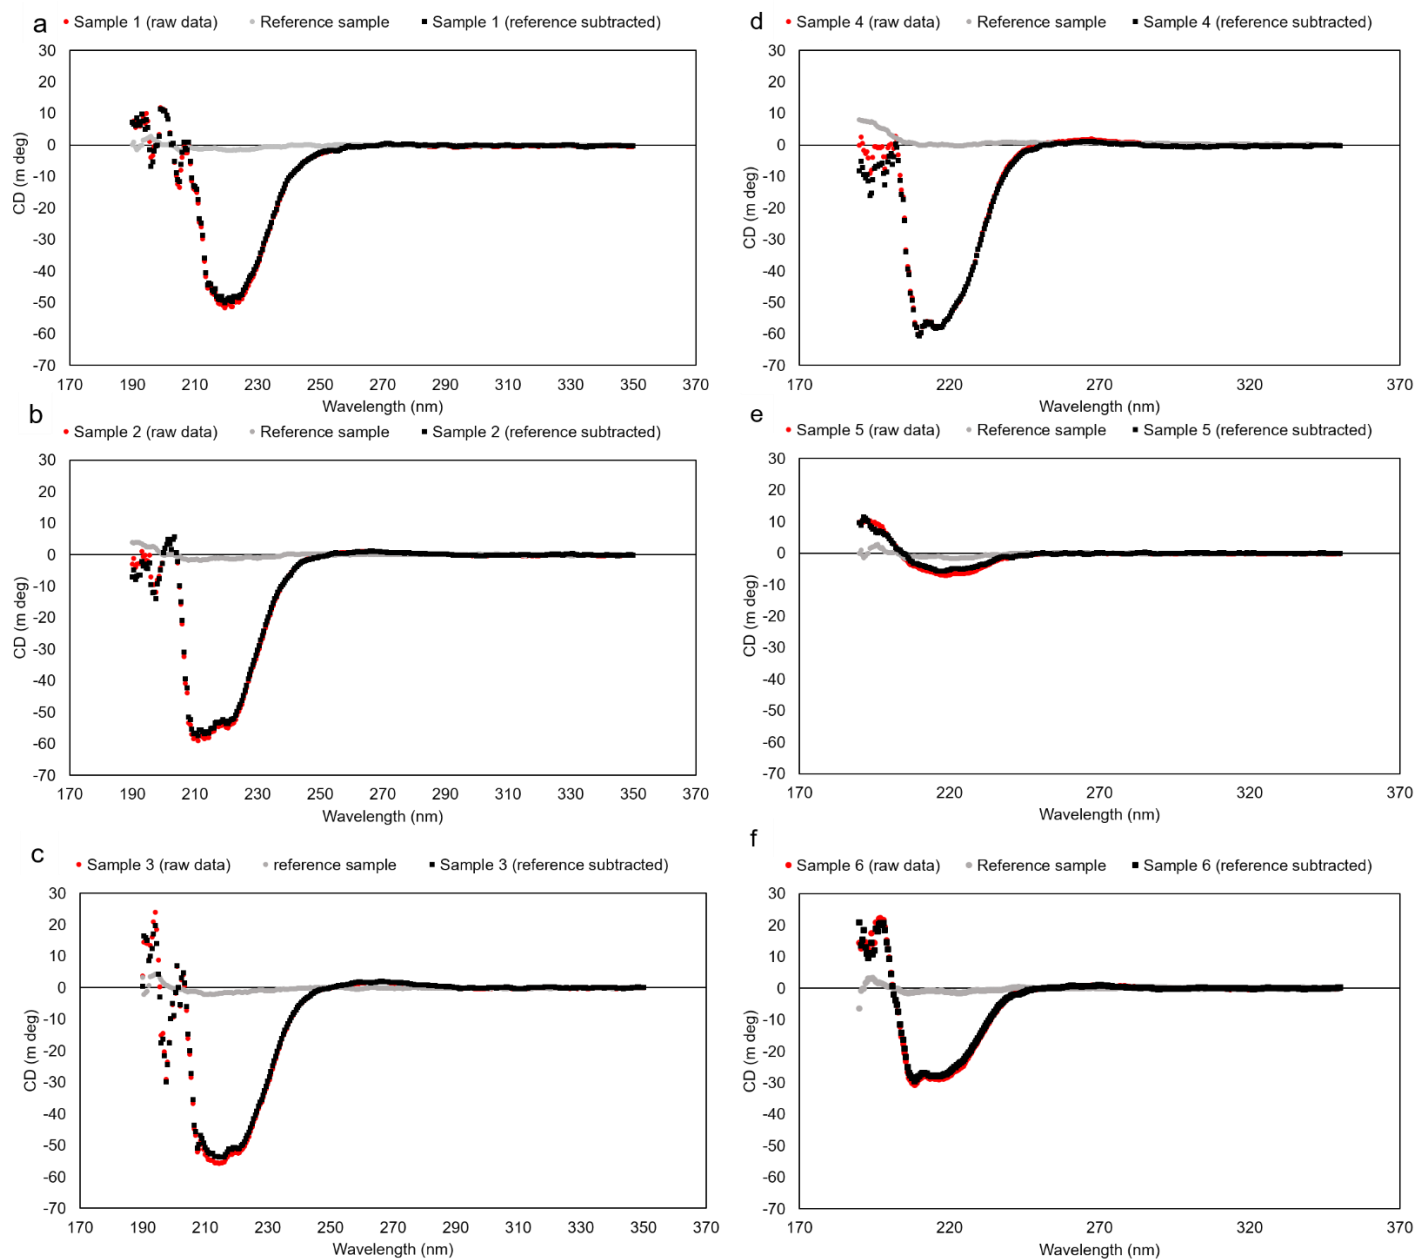 a
Sample 1 (raw data) Reference sample Sample 1 (reference subtracted)
30
20
10
0
-10
-20
-30
-40
-50
-60
-70
CD (m deg)
170 190 210 230 250 270 290 310 330 350 370
Wavelength (nm)
b
Sample 2 (raw data) Reference sample Sample 2 (reference subtracted)
30
20
10
0
-10
-20
-30
-40
-50
-60
-70
CD (m deg)
170 190 210 230 250 270 290 310 330 350 370
Wavelength (nm)
c
Sample 3 (raw data) reference sample Sample 3 (reference subtracted)
30
20
10
0
-10
-20
-30
-40
-50
-60
-70
CD (m deg)
170 190 210 230 250 270 290 310 330 350 370
Wavelength (nm)
d
Sample 4 (raw data) Reference sample Sample 4 (reference subtracted)
30
20
10
0
-10
-20
-30
-40
-50
-60
-70
CD (m deg)
170 220 270 320 370
Wavelength (nm)
e
Sample 5 (raw data) Reference sample Sample 5 (reference subtracted)
30
20
10
0
-10
-20
-30
-40
-50
-60
-70
CD (m deg)
170 220 270 320 370
Wavelength (nm)
f
Sample 6 (raw data) Reference sample Sample 6 (reference subtracted)
30
20
10
0
-10
-20
-30
-40
-50
-60
-70
CD (m deg)
170 220 270 320 370
Wavelength (nm)